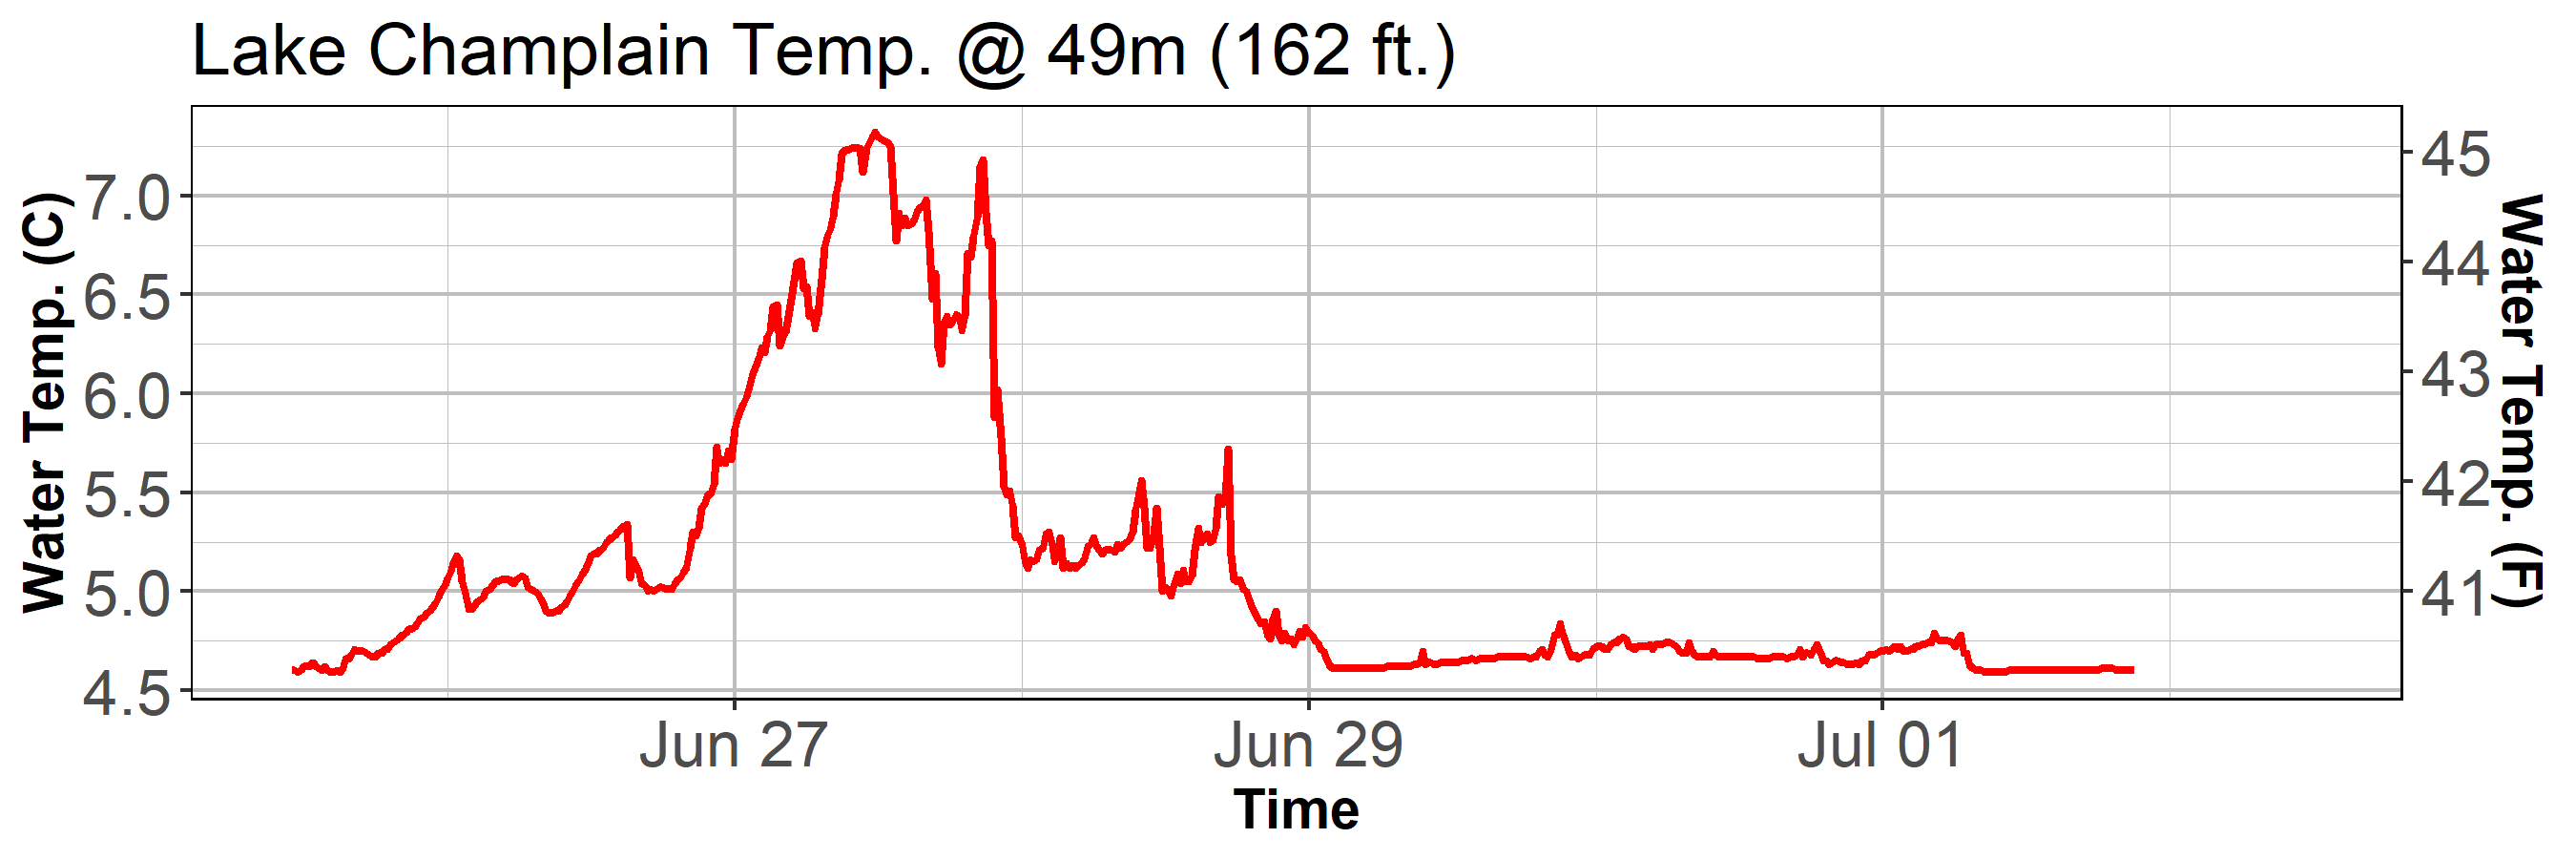 Lake Champlain Temp. @ 49m (162 ft.)
Water Temp. (C)
7.0
6.5
6.0
5.5
5.0
4.5
45
44
43
42
41
Water Temp. (F)
Jun 27
Jun 29
Jul 01
Time